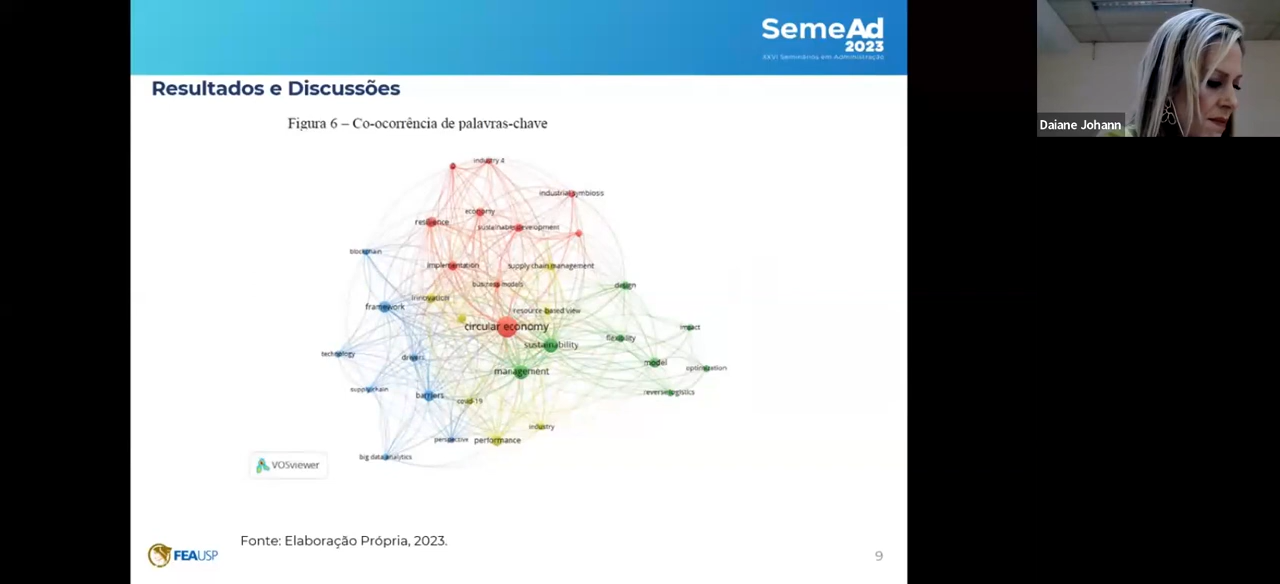 SemeAd
2023
XXVI Seminários em Administração
Daiane Johann
Resultados e Discussões
Figura 6 – Co-ocorrência de palavras-chave
industry 4
industrial symbioss
economy
resilience
sustainable development
blockchain
implementation
supply chain management
business models
design
innovation
framework
resource-based view
circular economy
impact
flexibility
sustainability
technology
drivers
model
optimization
management
supply chain
reverse logistics
barriers
covid-19
industry
perspective
performance
big data analytics
VOSviewer
Fonte: Elaboração Própria, 2023.
FEAUSP
9